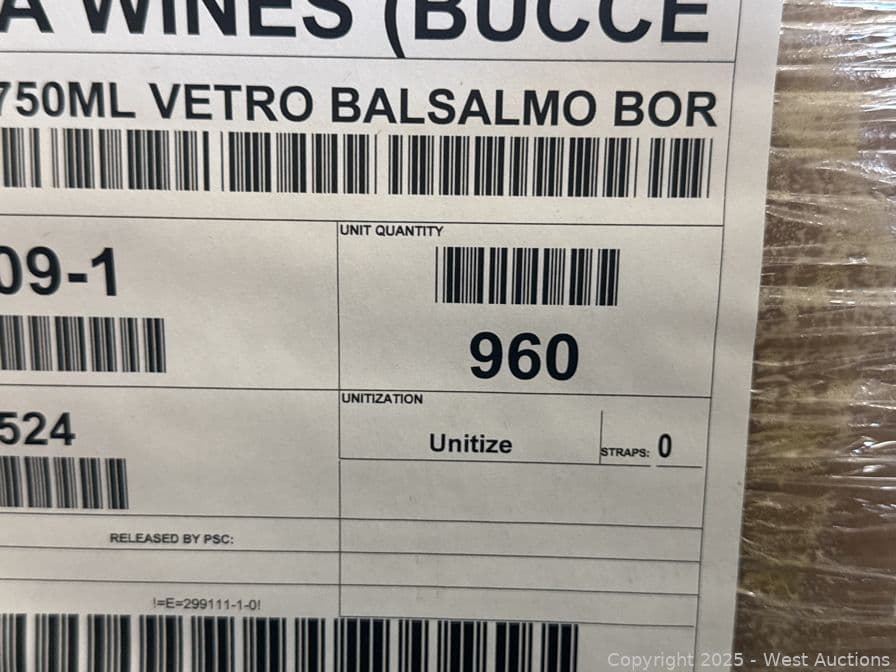 A WINES (BUCCE
750ML VETRO BALSALMO BOR
UNIT QUANTITY
09-1
960
UNITIZATION
524
Unitize
STRAPS: 0
RELEASED BY PSC:
!=E=299111-1-0!
Copyright 2025 - West Auctions